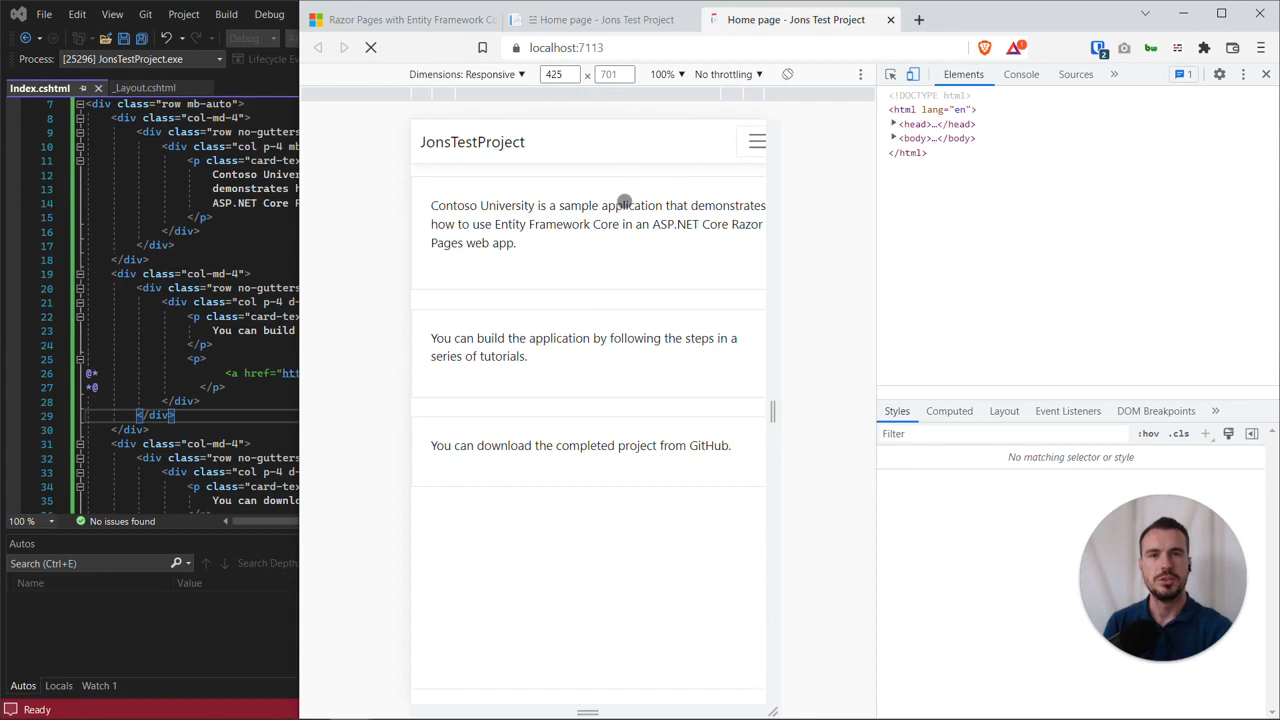 File Edit View Git Project Build Debug
Debug
Process: [25296] JonsTestProject.exe Lifecycle Ev
Index.cshtml _Layout.cshtml
7 <div class="row mb-auto">
8 <div class="col-md-4">
9 <div class="row no-gutters
10 <div class="col p-4 mb
11 <p class="card-tex
12 Contoso Univer
13 demonstrates h
14 ASP.NET Core R
15 </p>
16 </div>
17 </div>
18 </div>
19 <div class="col-md-4">
20 <div class="row no-gutters
21 <div class="col p-4 d-
22 <p class="card-tex
23 You can build
24 </p>
25 <p>
26 @* <a href="htt
27 *@ </p>
28 </div>
29 </div>
30 </div>
31 <div class="col-md-4">
32 <div class="row no-gutters
33 <div class="col p-4 d-
34 <p class="card-tex
35 You can downlo
100 % No issues found
Autos
Search (Ctrl+E) Search Depth:
Name Value
Autos Locals Watch 1
Ready
Razor Pages with Entity Framework Co
Home page - Jons Test Project
Home page - Jons Test Project
localhost:7113
1
2
Dimensions: Responsive 425 × 701 100% No throttling
JonsTestProject
Contoso University is a sample application that demonstrates
how to use Entity Framework Core in an ASP.NET Core Razor
Pages web app.
You can build the application by following the steps in a
series of tutorials.
You can download the completed project from GitHub.
Elements Console Sources » 1
<!DOCTYPE html>
<html lang="en">
<head>…</head>
<body>…</body>
</html>
Styles Computed Layout Event Listeners DOM Breakpoints »
Filter :hov .cls
No matching selector or style